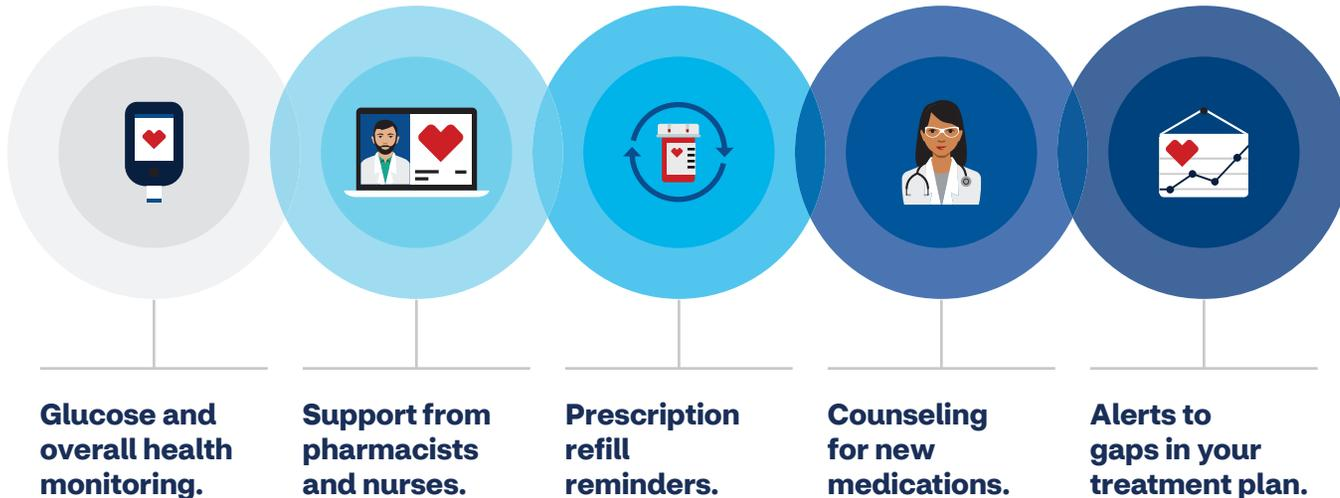 Glucose and
overall health
monitoring.
Support from
pharmacists
and nurses.
Prescription
refill
reminders.
Counseling
for new
medications.
Alerts to
gaps in your
treatment plan.